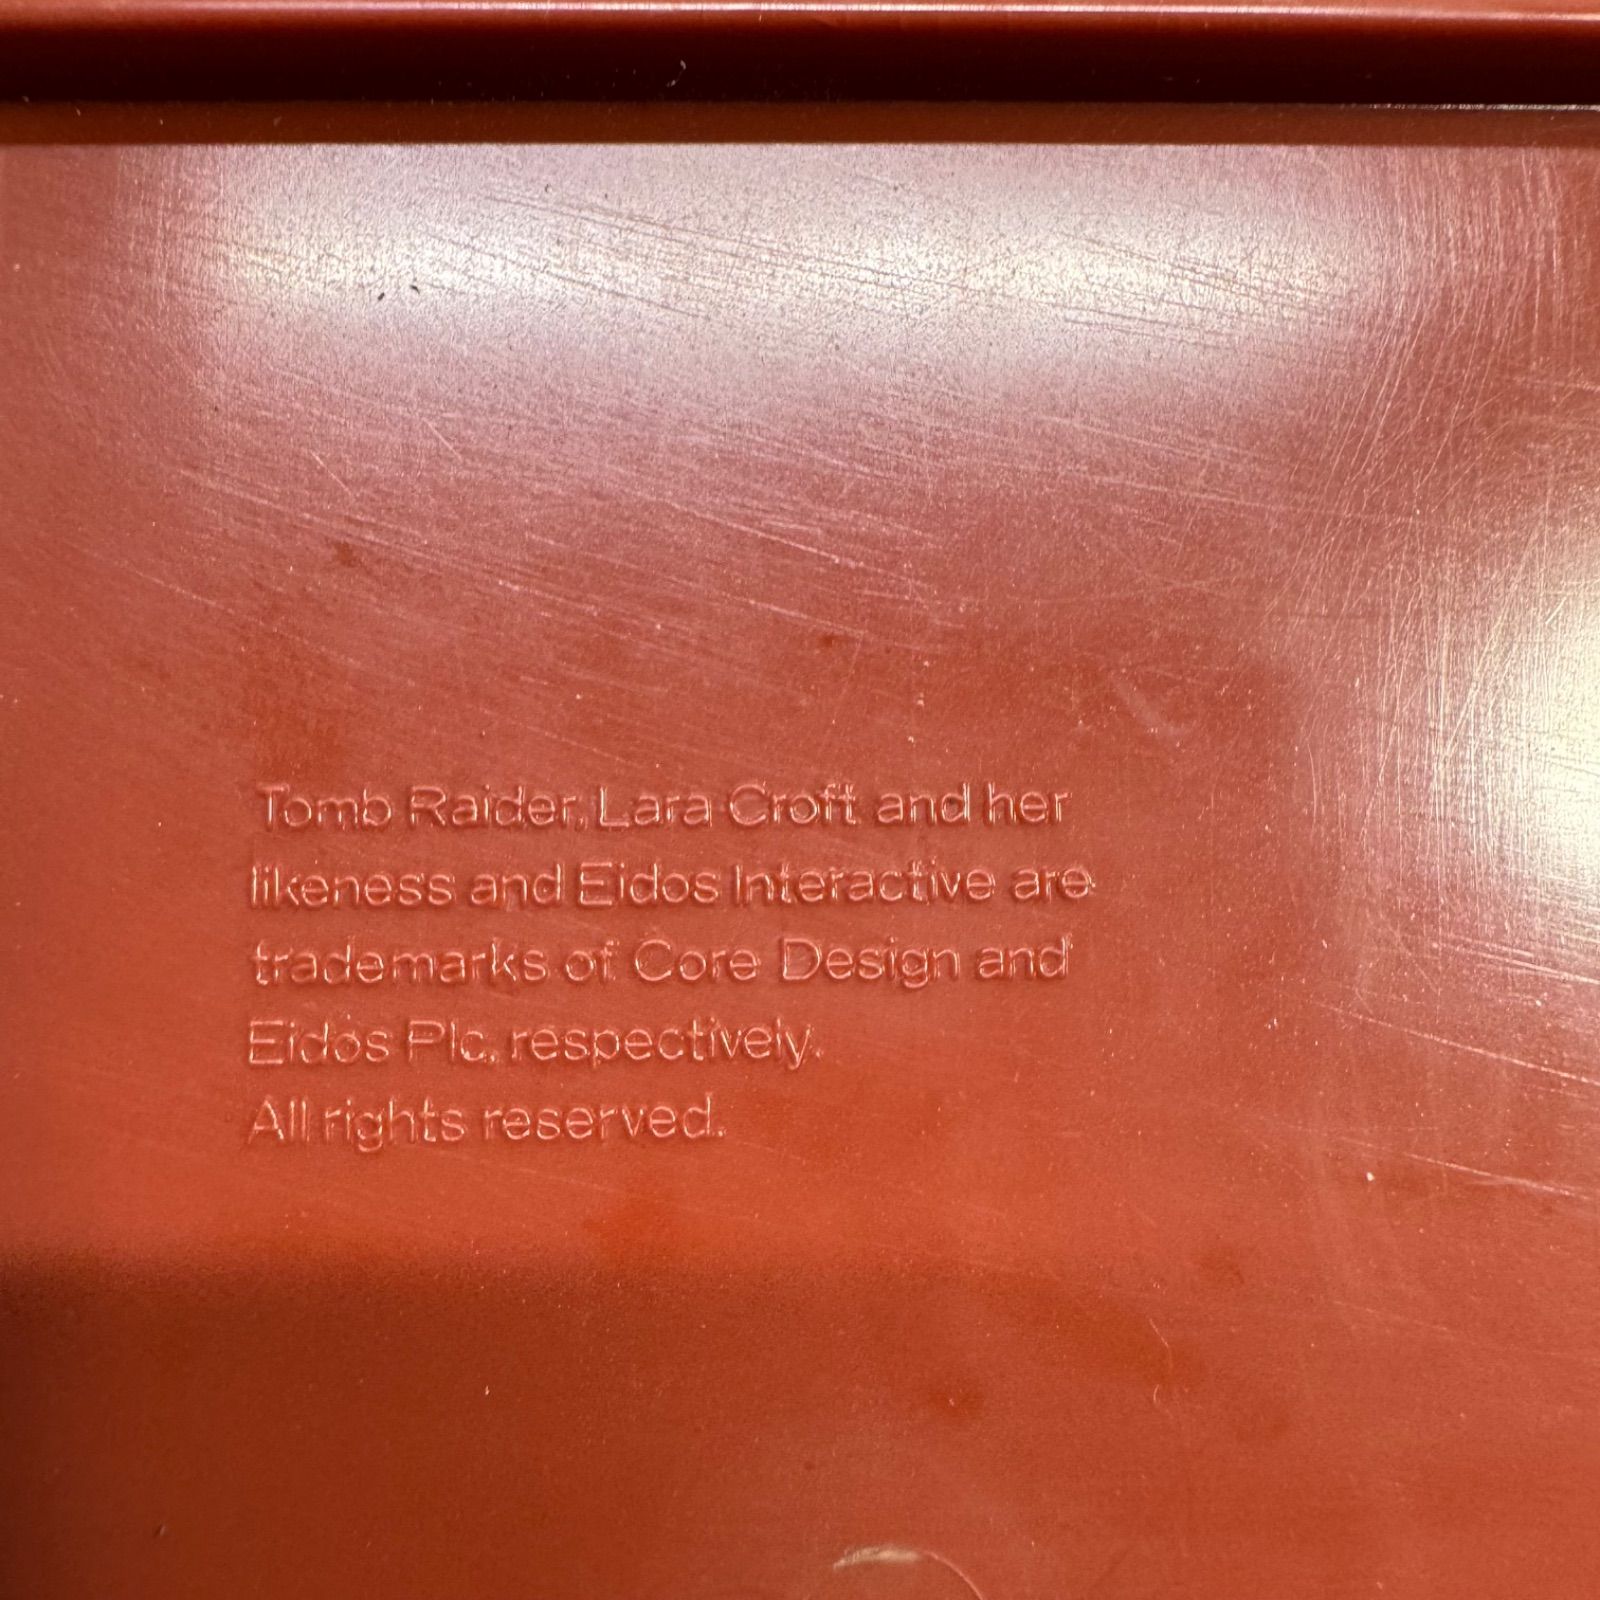 Tomb Raider, Lara Croft and her
likeness and Eidos Interactive are
trademarks of Core Design and
Eidos Plc, respectively.
All rights reserved.